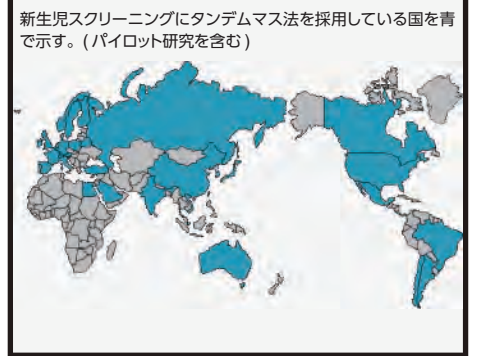 新生児スクリーニングにタンデムマス法を採用している国を青
で示す。(パイロット研究を含む)